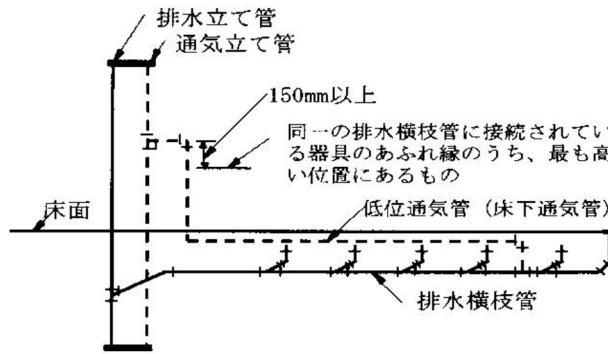 排水立て管
通気立て管
150mm以上
同一の排水横枝管に接続されてい
る器具のあふれ縁のうち、最も高
い位置にあるもの
床面
低位通気管（床下通気管）
排水横枝管